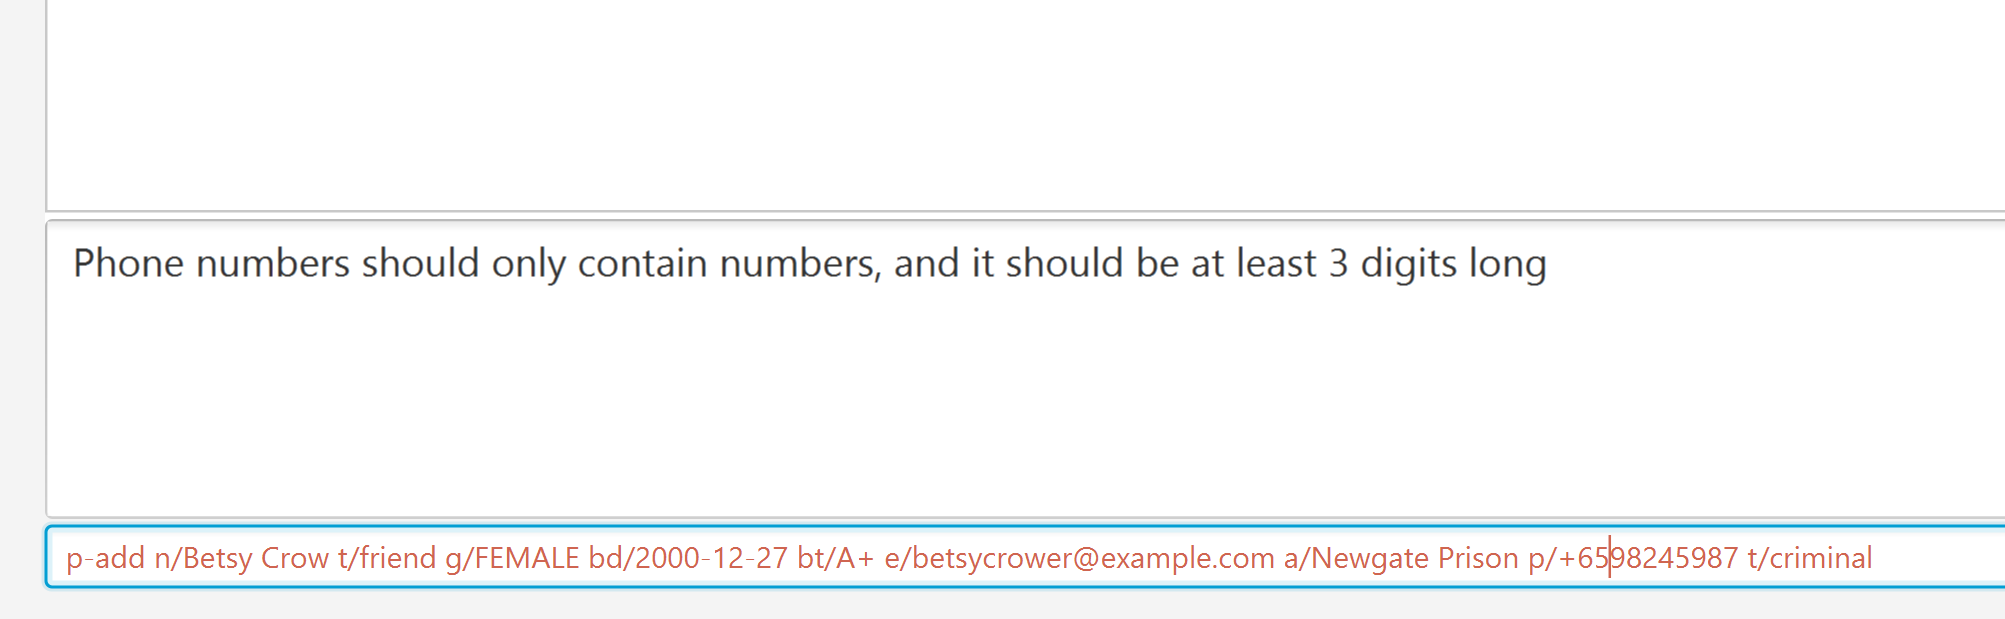 Phone numbers should only contain numbers, and it should be at least 3 digits long
p-add n/Betsy Crow t/friend g/FEMALE bd/2000-12-27 bt/A+ e/betsycrower@example.com a/Newgate Prison p/+6598245987 t/criminal